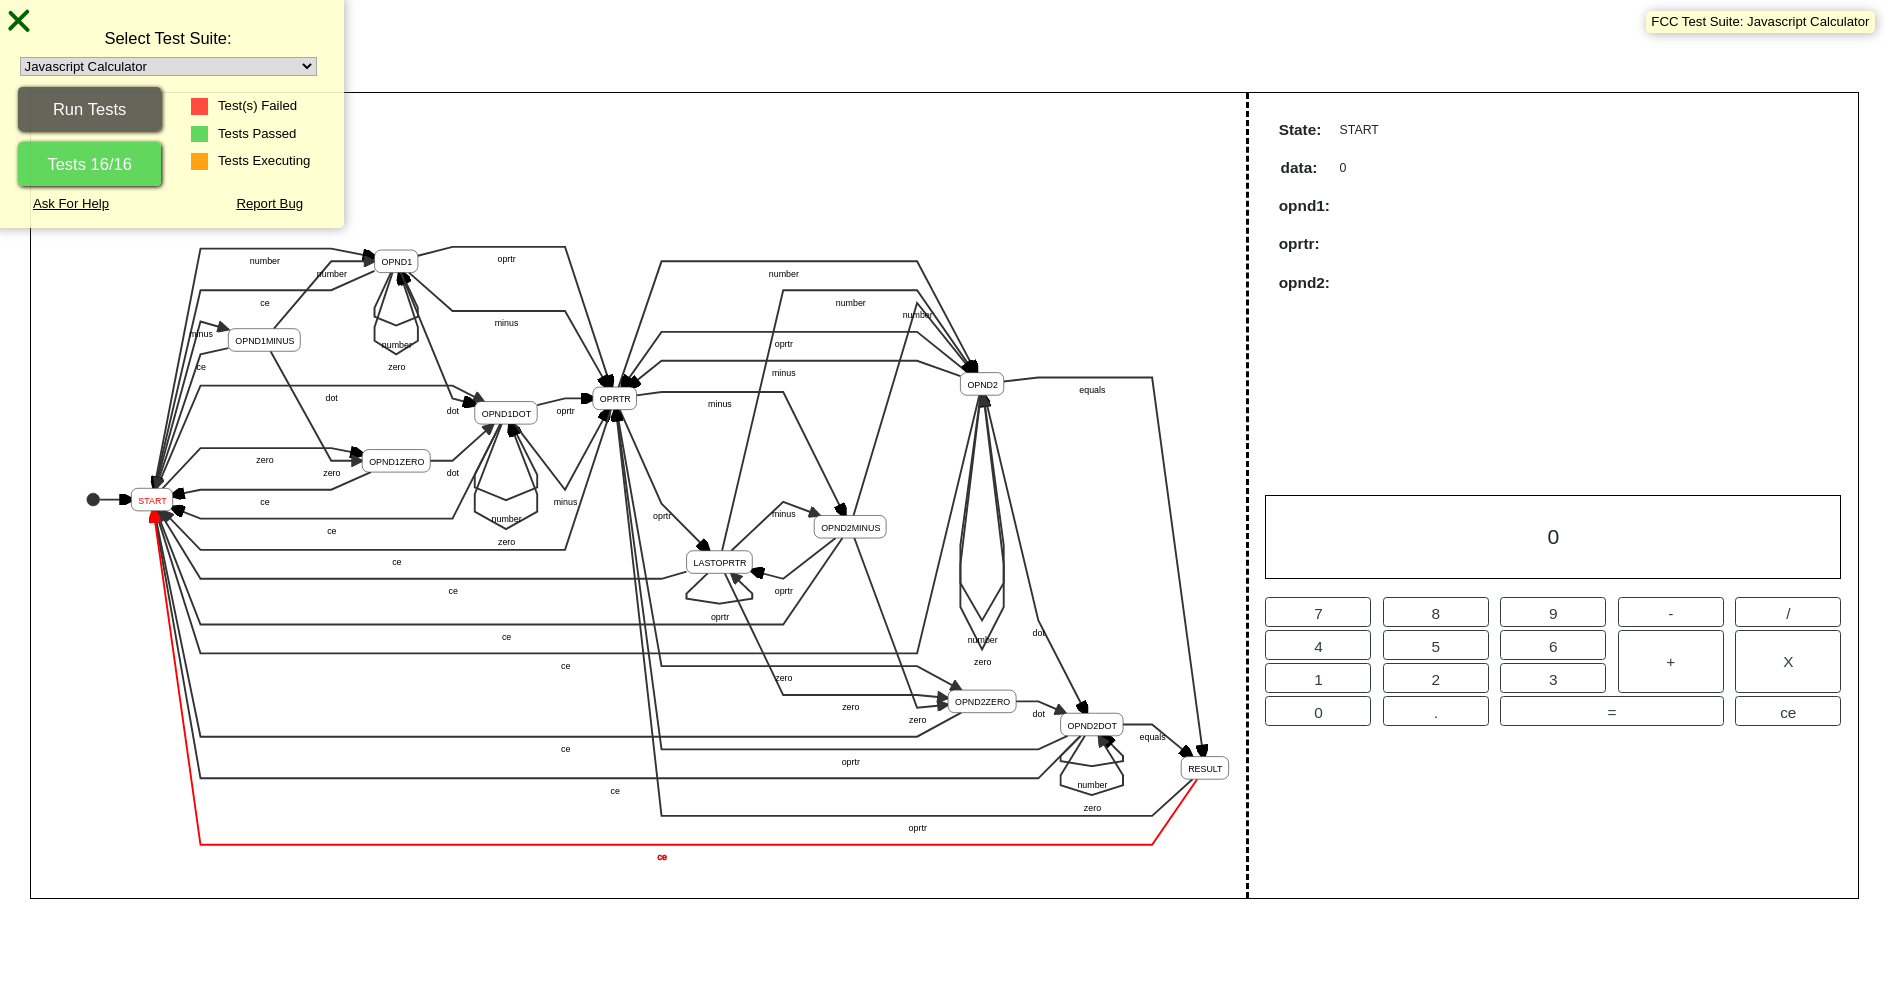 FCC Test Suite: Javascript Calculator
Select Test Suite:
Javascript Calculator
Run Tests
Test(s) Failed
Tests Passed
Tests 16/16
Tests Executing
Ask For Help
Report Bug
State: START
data: 0
opnd1:
oprtr:
opnd2:
number
OPND1
oprtr
number
ce
minus
minus
OPND1MINUS
ce
number
zero
dot
dot
OPND1DOT
oprtr
OPRTR
zero
OPND1ZERO
zero
dot
START
ce
minus
number
ce
zero
ce
ce
ce
ce
number
number
number
oprtr
minus
minus
OPND2
equals
oprtr
minus
OPND2MINUS
LASTOPRTR
oprtr
oprtr
number
zero
dot
zero
zero
OPND2ZERO
zero
dot
OPND2DOT
equals
ce
oprtr
RESULT
ce
number
zero
oprtr
ce
0
7
8
9
-
/
4
5
6
+
X
1
2
3
0
.
=
ce